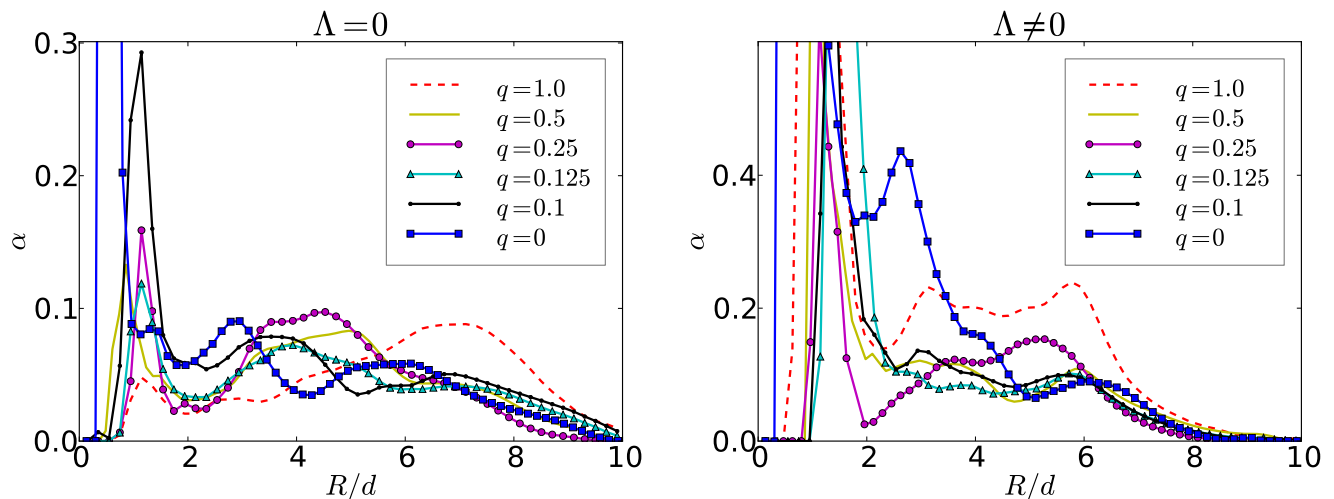 Λ = 0
0.3
0.2
0.1
0.0
α
0 2 4 6 8 10
R/d
q = 1.0
q = 0.5
q = 0.25
q = 0.125
q = 0.1
q = 0
Λ ≠ 0
0.4
0.2
0.0
α
0 2 4 6 8 10
R/d
q = 1.0
q = 0.5
q = 0.25
q = 0.125
q = 0.1
q = 0